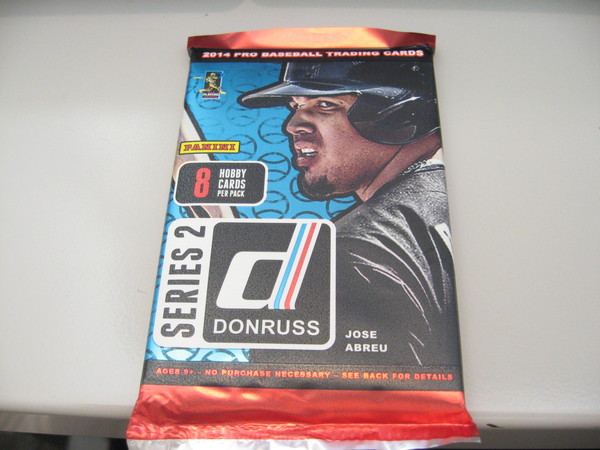 2014 PRO BASEBALL TRADING CARDS
PANINI
8 HOBBY
CARDS
PER PACK
SERIES 2
d
DONRUSS
JOSE
ABREU
AGES 9+ - NO PURCHASE NECESSARY - SEE BACK FOR DETAILS